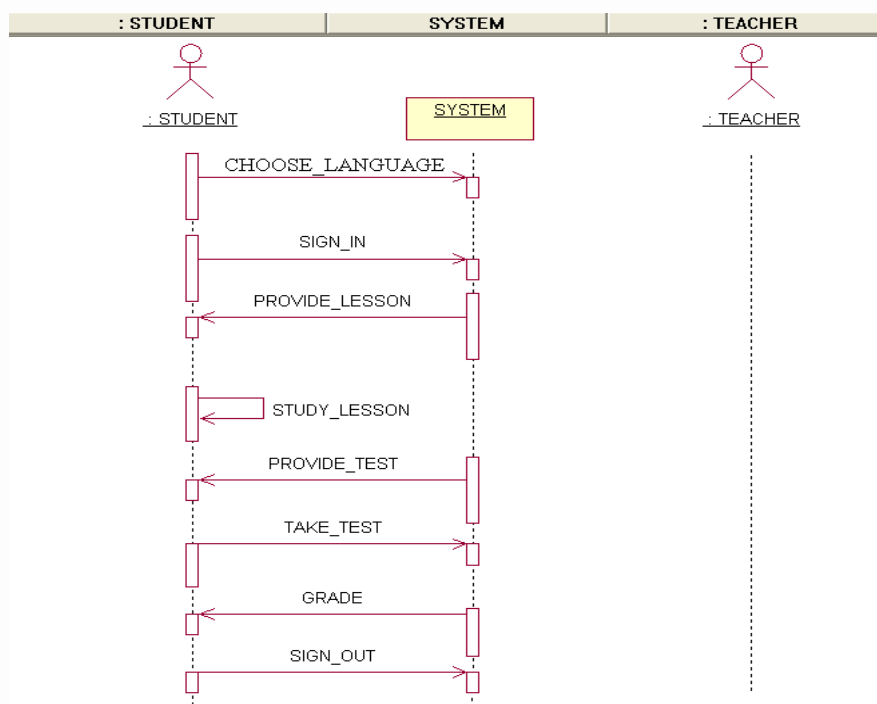 : STUDENT
SYSTEM
: TEACHER
: STUDENT
SYSTEM
: TEACHER
CHOOSE_LANGUAGE
SIGN_IN
PROVIDE_LESSON
STUDY_LESSON
PROVIDE_TEST
TAKE_TEST
GRADE
SIGN_OUT